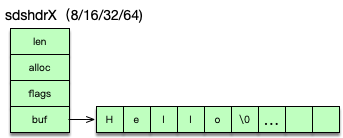 sdshdrX（8/16/32/64）
len
alloc
flags
buf
H e l l o \0 ...